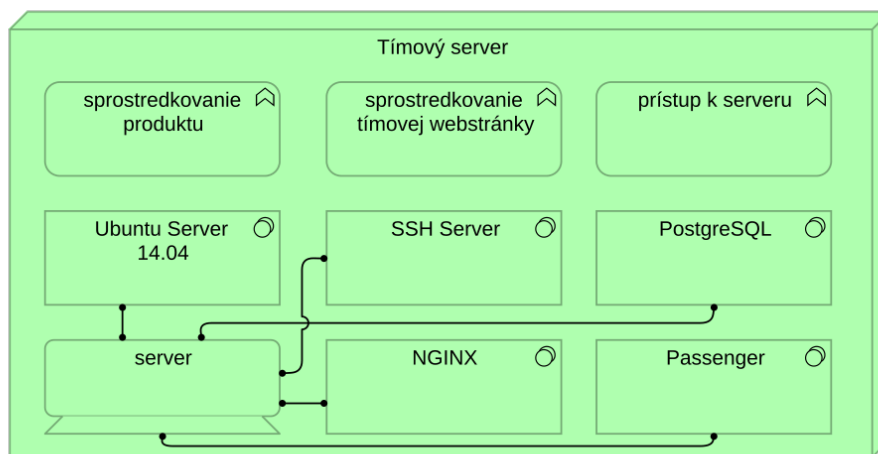 Tímový server
sprostredkovanie
produktu
sprostredkovanie
tímovej webstránky
prístup k serveru
Ubuntu Server
14.04
SSH Server
PostgreSQL
server
NGINX
Passenger